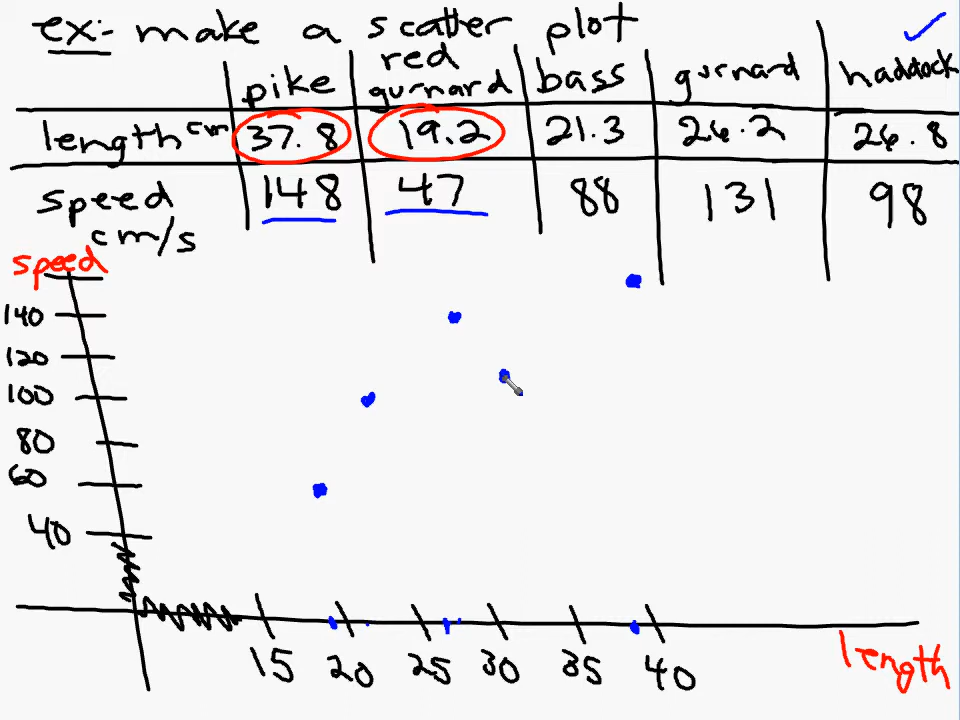 ex:- make a scatter plot
pike red gurnard bass gurnard haddock
length cm 37.8 19.2 21.3 26.2 26.8
speed cm/s 148 47 88 131 98
speed
140
120
100
80
60
40
15 20 25 30 35 40
length